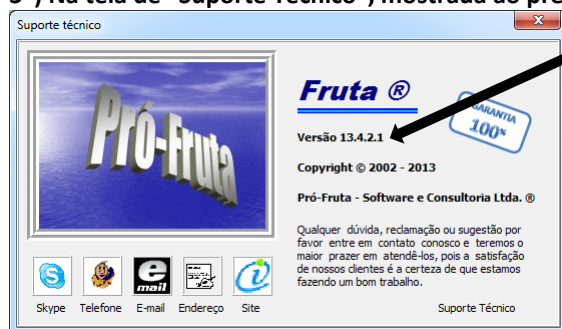 3°) Na tela de "Suporte Técnico", mostrada ao pre
Suporte técnico
Pró-Fruta
Fruta ®
GARANTIA
100%
Versão 13.4.2.1
Copyright © 2002 - 2013
Pró-Fruta - Software e Consultoria Ltda. ®
Qualquer dúvida, reclamação ou sugestão por
favor entre em contato conosco e teremos o
maior prazer em atendê-los, pois a satisfação
de nossos clientes é a certeza de que estamos
fazendo um bom trabalho.
e
mail
Skype Telefone E-mail Endereço Site
Suporte Técnico